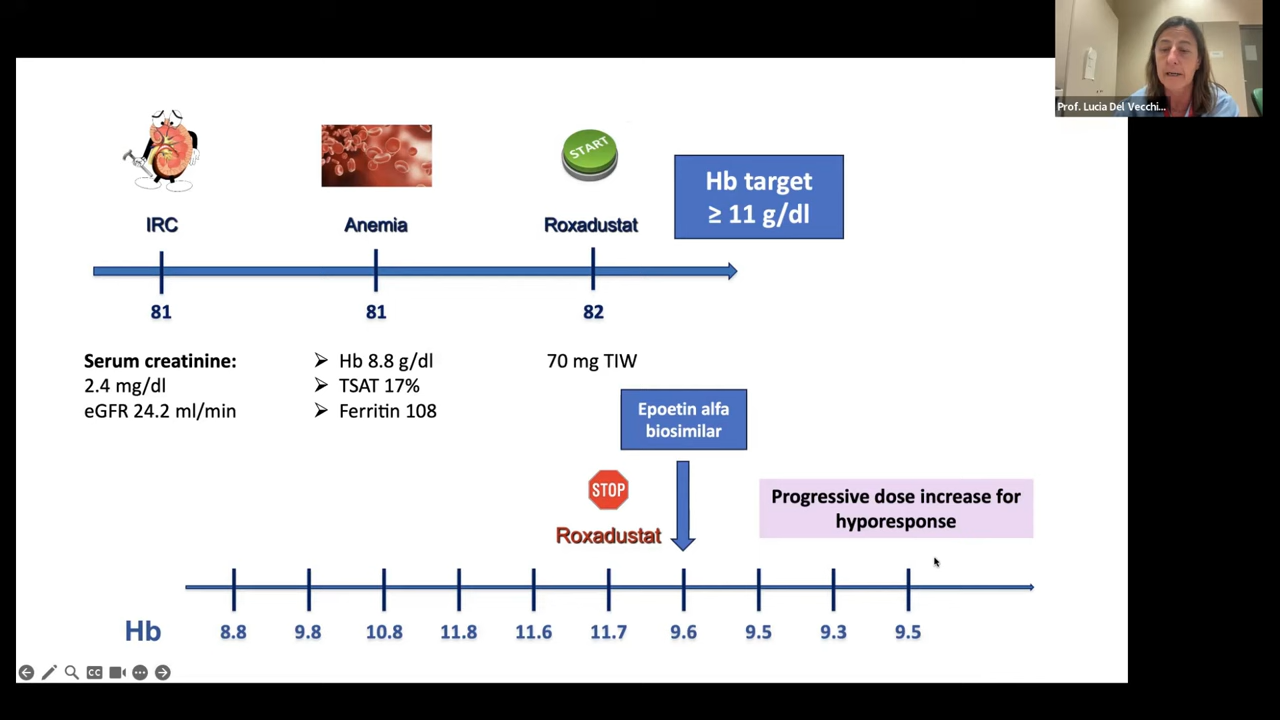 Prof. Lucia Del Vecchi...
START
Hb target
≥ 11 g/dl
IRC
Anemia
Roxadustat
81
81
82
Serum creatinine:
2.4 mg/dl
eGFR 24.2 ml/min
➢ Hb 8.8 g/dl
➢ TSAT 17%
➢ Ferritin 108
70 mg TIW
Epoetin alfa
biosimilar
STOP
Roxadustat
Progressive dose increase for
hyporesponse
Hb
8.8
9.8
10.8
11.8
11.6
11.7
9.6
9.5
9.3
9.5
CC